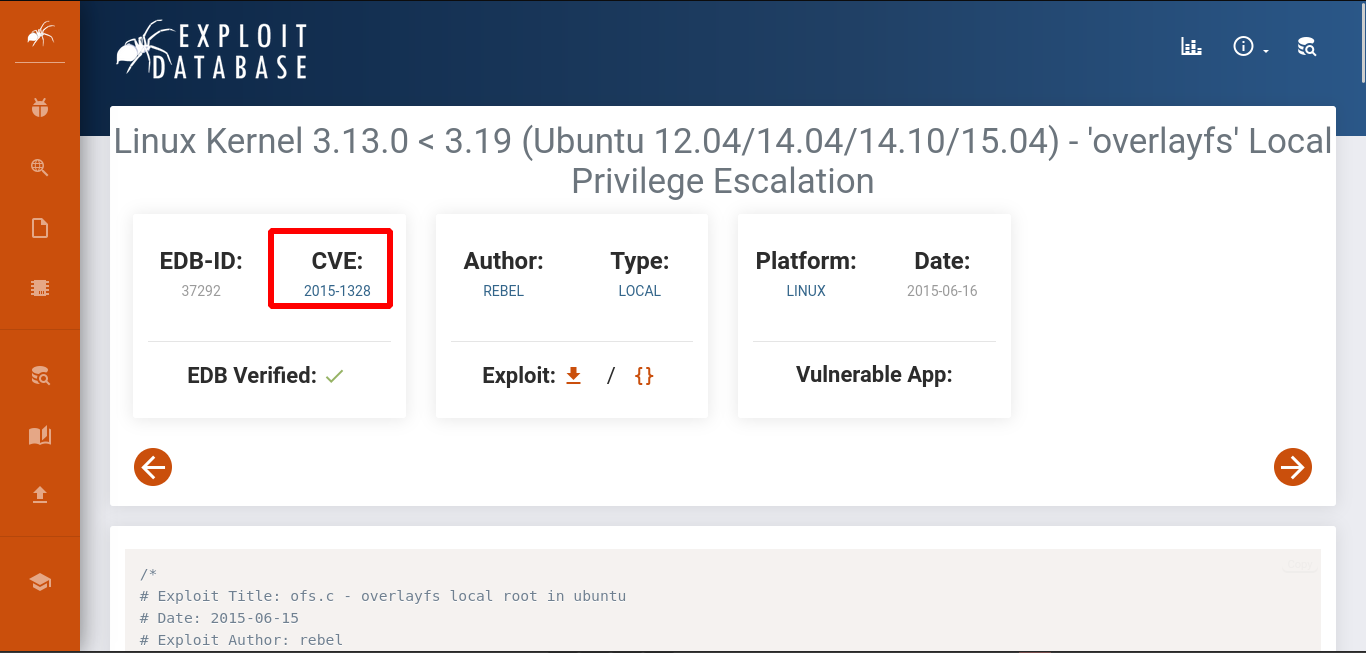 EXPLOIT
DATABASE
Linux Kernel 3.13.0 < 3.19 (Ubuntu 12.04/14.04/14.10/15.04) - 'overlayfs' Local
Privilege Escalation
EDB-ID:
37292
CVE:
2015-1328
EDB Verified:
Author:
REBEL
Type:
LOCAL
Exploit: / {}
Platform:
LINUX
Date:
2015-06-16
Vulnerable App:
/*
# Exploit Title: ofs.c - overlayfs local root in ubuntu
# Date: 2015-06-15
# Exploit Author: rebel